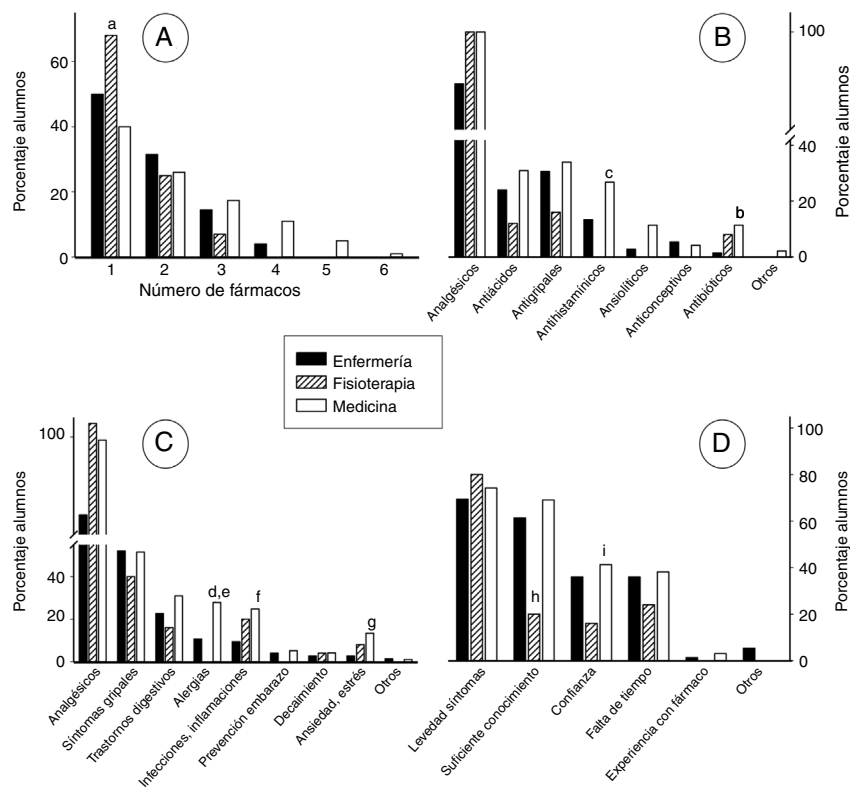 A
Porcentaje alumnos
60
40
20
0
a
1 2 3 4 5 6
Número de fármacos
B
Porcentaje alumnos
100
40
20
0
c
b
Analgésicos
Antiácidos
Antigripales
Antihistamínicos
Ansiolíticos
Anticonceptivos
Antibióticos
Otros
Enfermería
Fisioterapia
Medicina
C
Porcentaje alumnos
100
40
20
0
d,e
f
g
Analgésicos
Síntomas gripales
Trastornos digestivos
Alergias
Infecciones, inflamaciones
Prevención embarazo
Decaimiento
Ansiedad, estrés
Otros
D
Porcentaje alumnos
100
80
60
40
20
0
h
i
Levedad síntomas
Suficiente conocimiento
Confianza
Falta de tiempo
Experiencia con fármaco
Otros